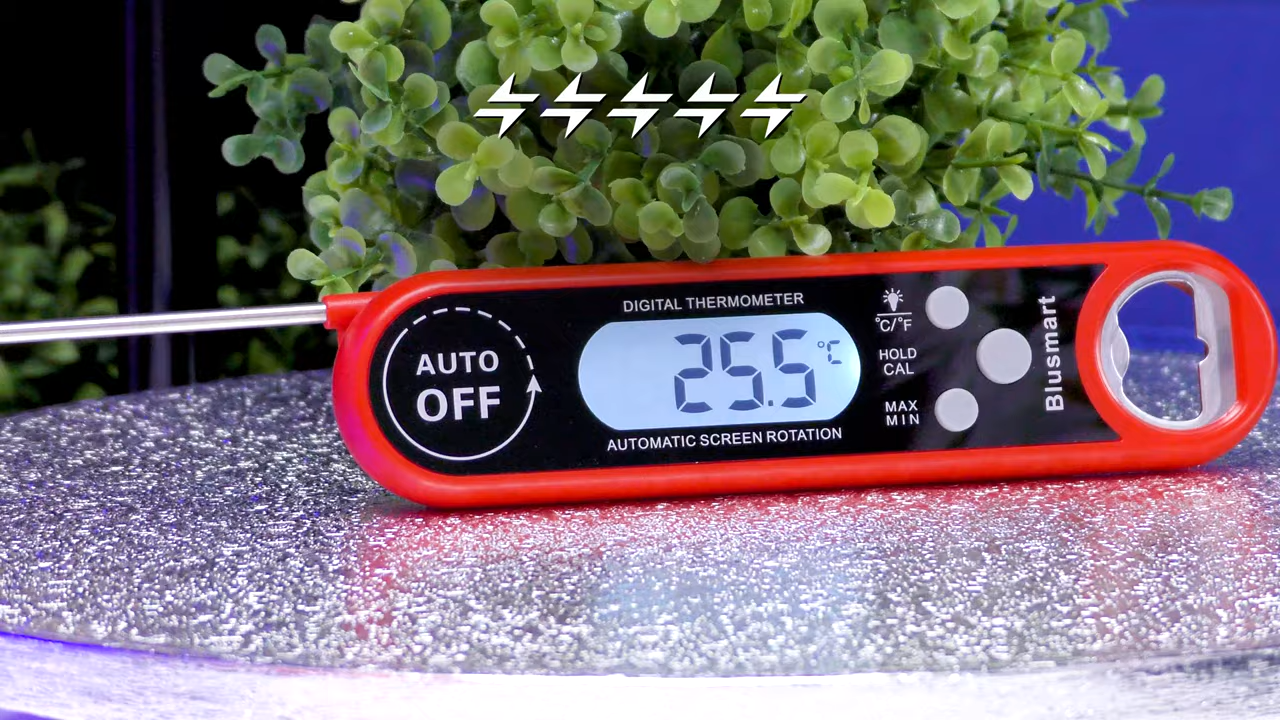 DIGITAL THERMOMETER
AUTO
OFF
25.5 °C
AUTOMATIC SCREEN ROTATION
°C/°F
HOLD
CAL
MAX
MIN
Blusmart